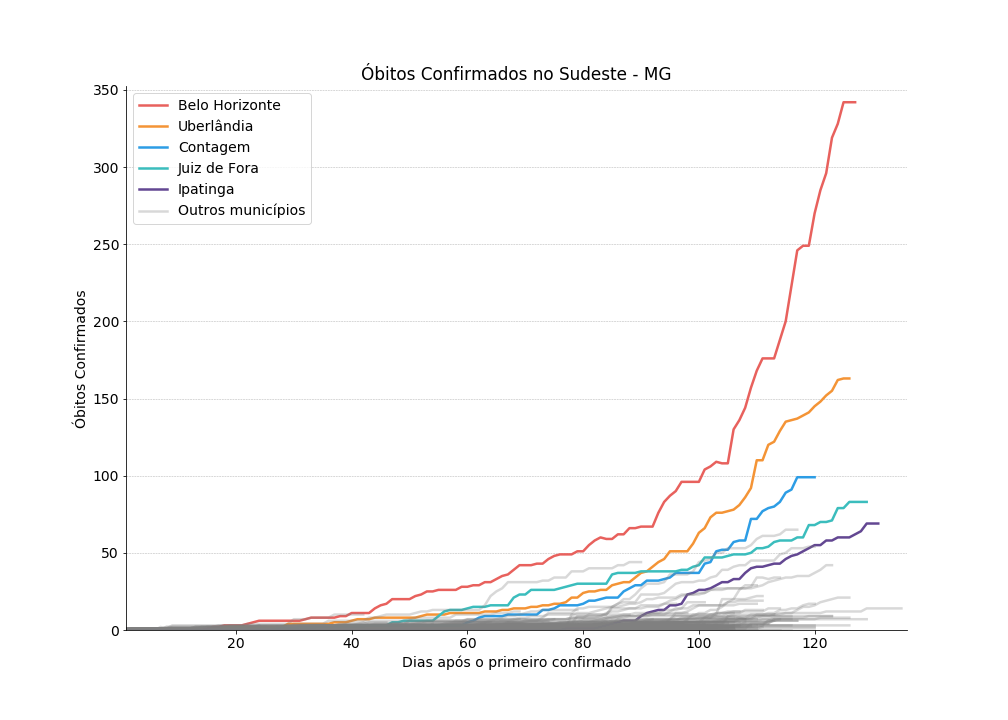 Óbitos Confirmados no Sudeste - MG
350
300
250
200
150
100
50
0
Óbitos Confirmados
Belo Horizonte
Uberlândia
Contagem
Juiz de Fora
Ipatinga
Outros municípios
20
40
60
80
100
120
Dias após o primeiro confirmado